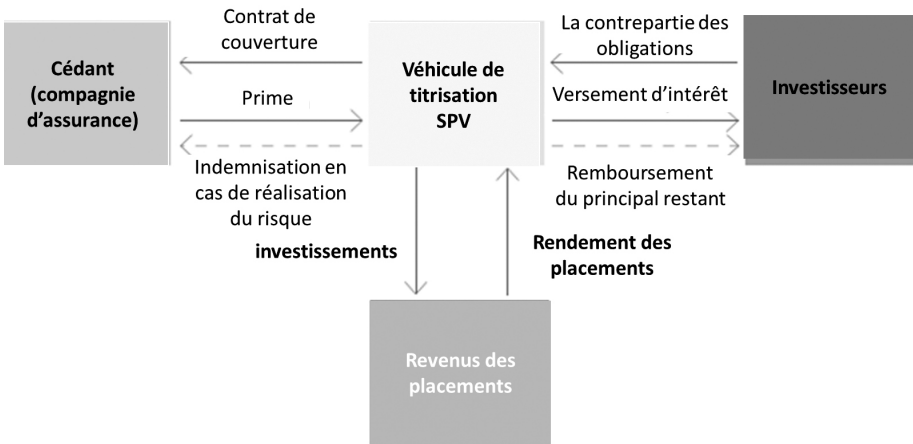 Contrat de
couverture
La contrepartie des
obligations
Cédant
(compagnie
d'assurance)
Véhicule de
titrisation
SPV
Investisseurs
Prime
Versement d'intérêt
Indemnisation en
cas de réalisation
du risque
Remboursement
du principal restant
investissements
Rendement des
placements
Revenus des
placements